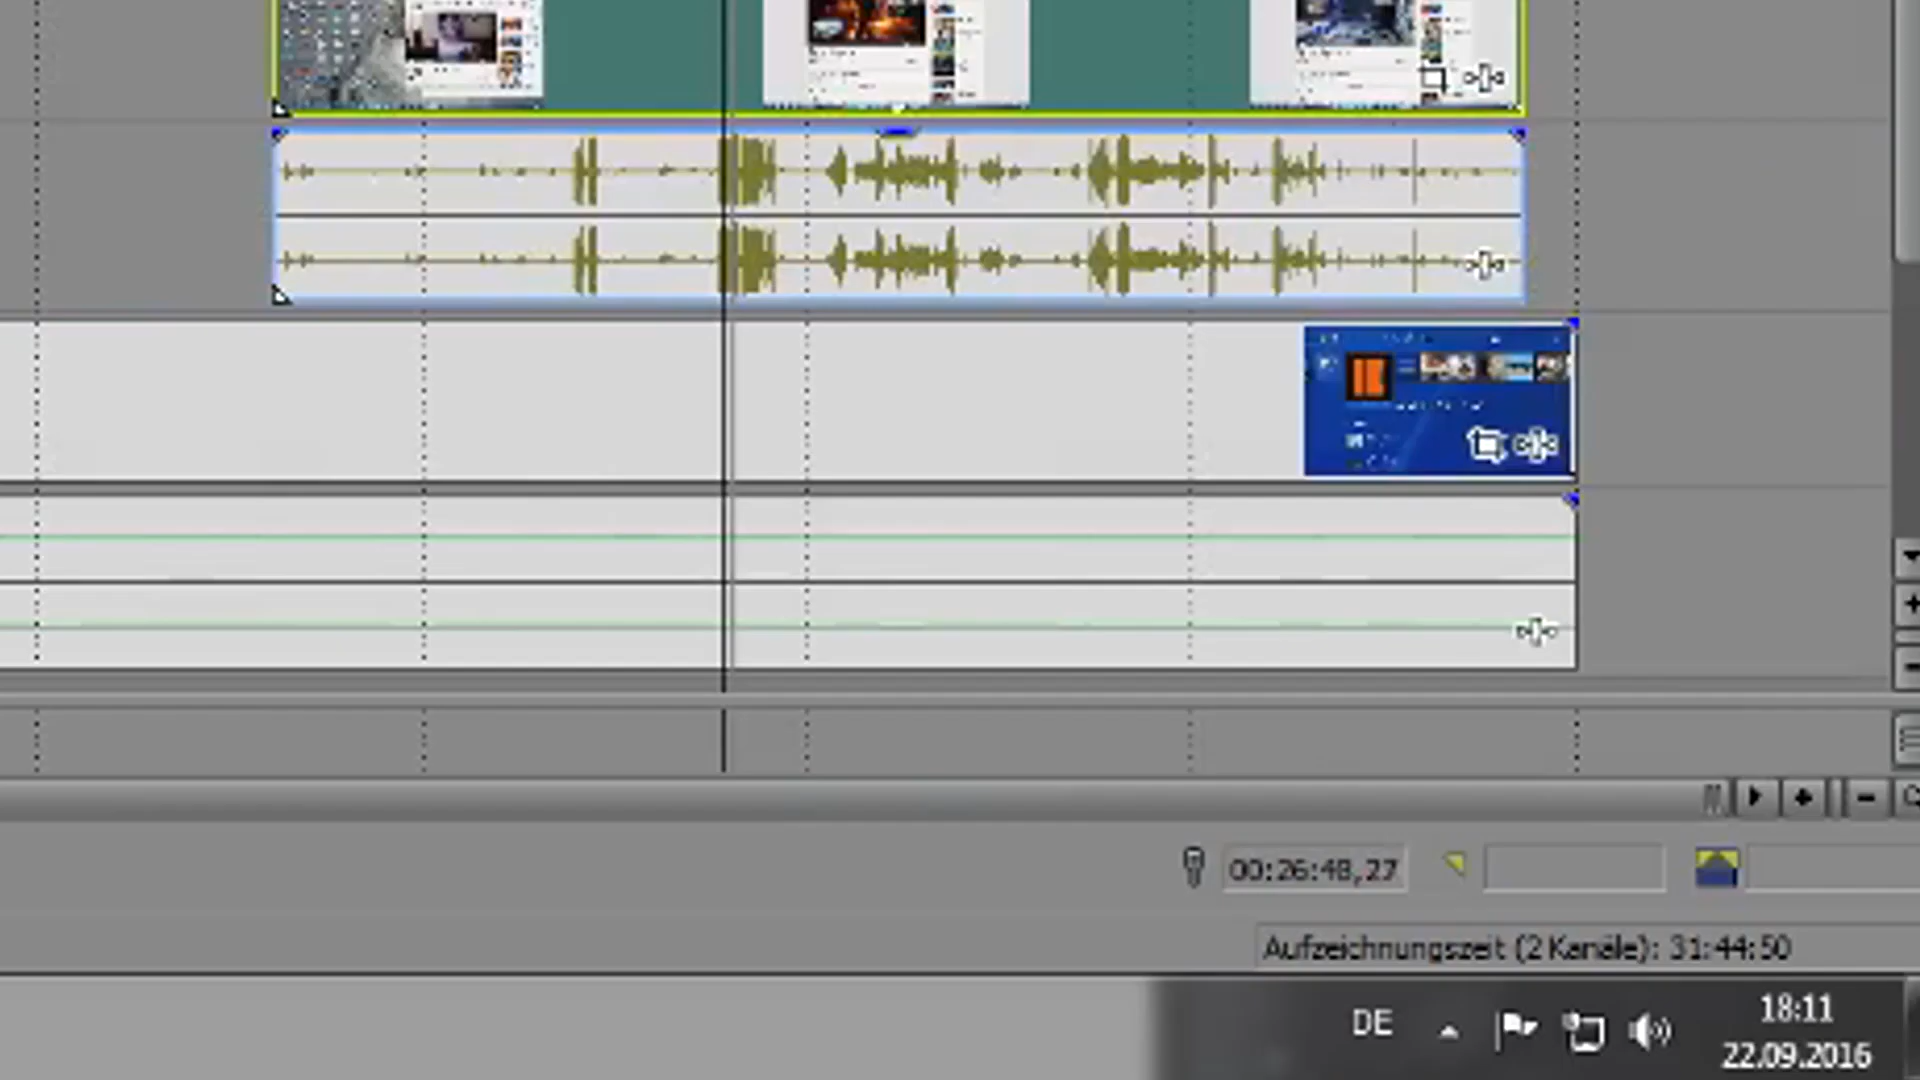 00:26:48,27
Aufzeichnungszeit (2 Kanäle): 31:44:50
DE
18:11
22.09.2016